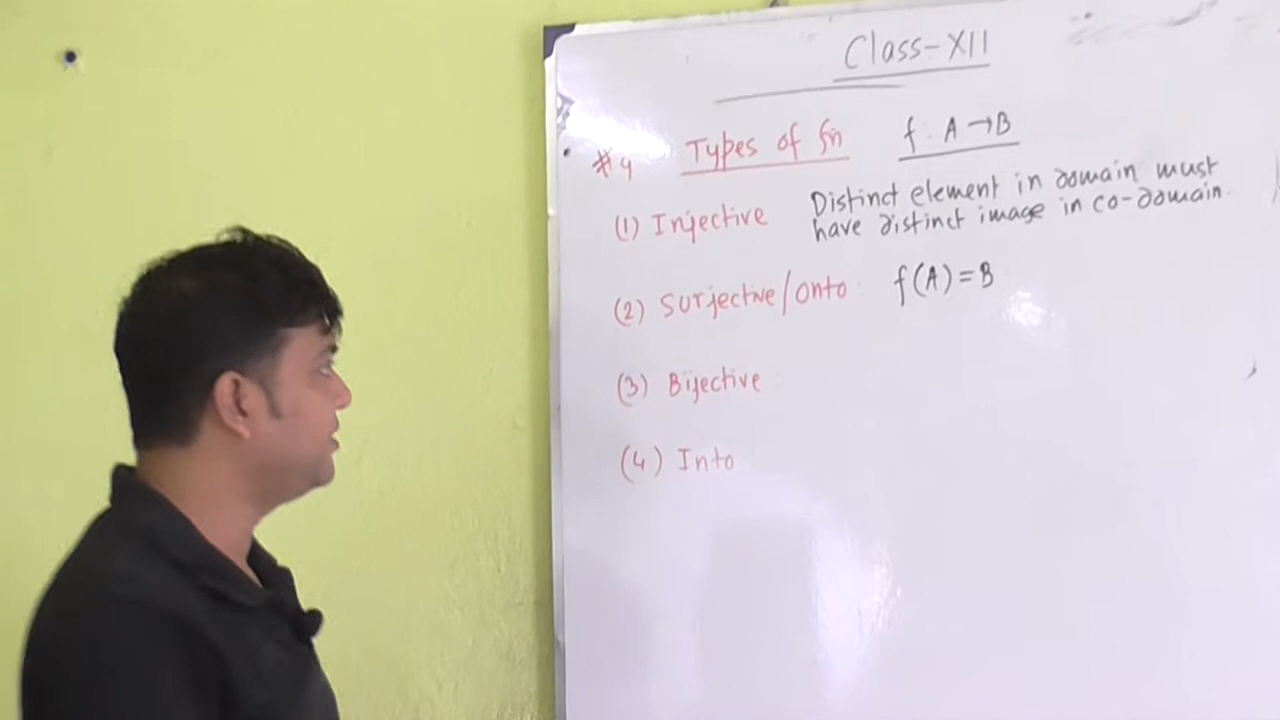 Class-XII
#4 Types of fn f: A→B
(1) Injective Distinct element in domain must
have distinct image in co-domain.
(2) Surjective/onto f(A)=B
(3) Bijective
(4) Into